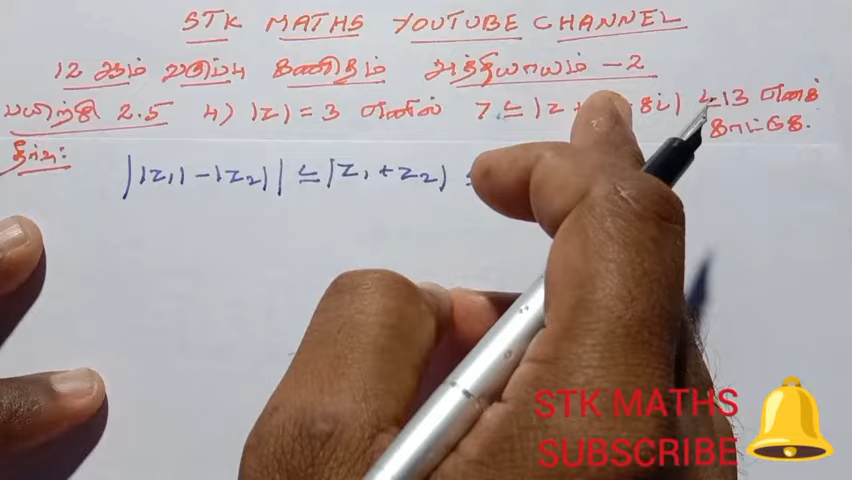 STK MATHS YOUTUBE CHANNEL
12 ஆம் வகுப்பு கணிதம் அத்தியாயம் - 2
பயிற்சி 2.5 4) |z| = 3 எனில் 7 ≤ |z + 8i| ≤ 13 எனக்
காட்டுக.
தீர்வு:
||z₁| - |z₂|| ≤ |z₁ + z₂| ≤
STK MATHS
SUBSCRIBE